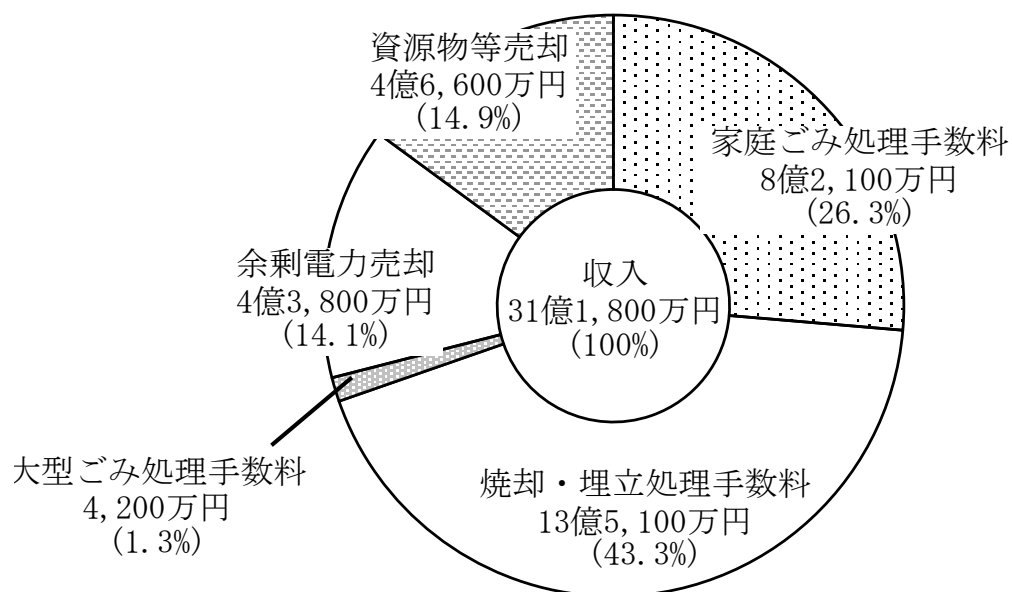 資源物等売却
4億6,600万円
(14.9%)
家庭ごみ処理手数料
8億2,100万円
(26.3%)
余剰電力売却
4億3,800万円
(14.1%)
収入
31億1,800万円
(100%)
大型ごみ処理手数料
4,200万円
(1.3%)
焼却・埋立処理手数料
13億5,100万円
(43.3%)